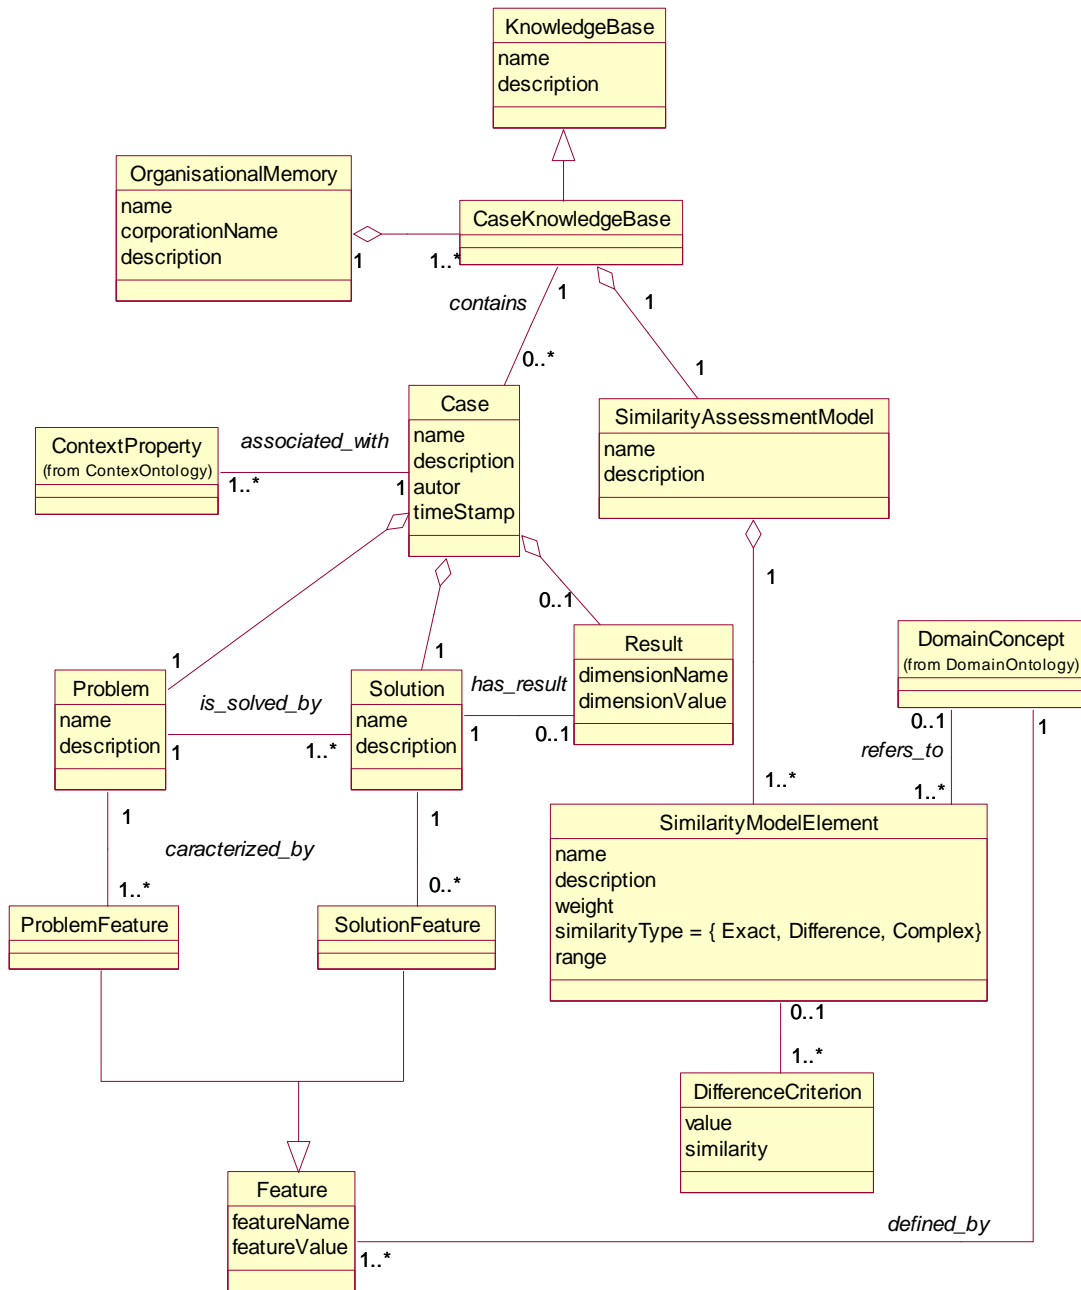 KnowledgeBase
name
description
OrganisationalMemory
name
corporationName
description
CaseKnowledgeBase
1
1..*
contains
1
1
0..*
1
Case
name
description
autor
timeStamp
SimilarityAssessmentModel
name
description
ContextProperty
(from ContexOntology)
associated_with
1..*
1
1
0..1
1
1
Result
dimensionName
dimensionValue
DomainConcept
(from DomainOntology)
Problem
name
description
is_solved_by
1
1..*
Solution
name
description
has_result
1
0..1
0..1
1
refers_to
1..*
1..*
1
1
caracterized_by
1..*
0..*
SimilarityModelElement
name
description
weight
similarityType = { Exact, Difference, Complex}
range
ProblemFeature
SolutionFeature
0..1
1..*
DifferenceCriterion
value
similarity
Feature
featureName
featureValue
1..*
defined_by